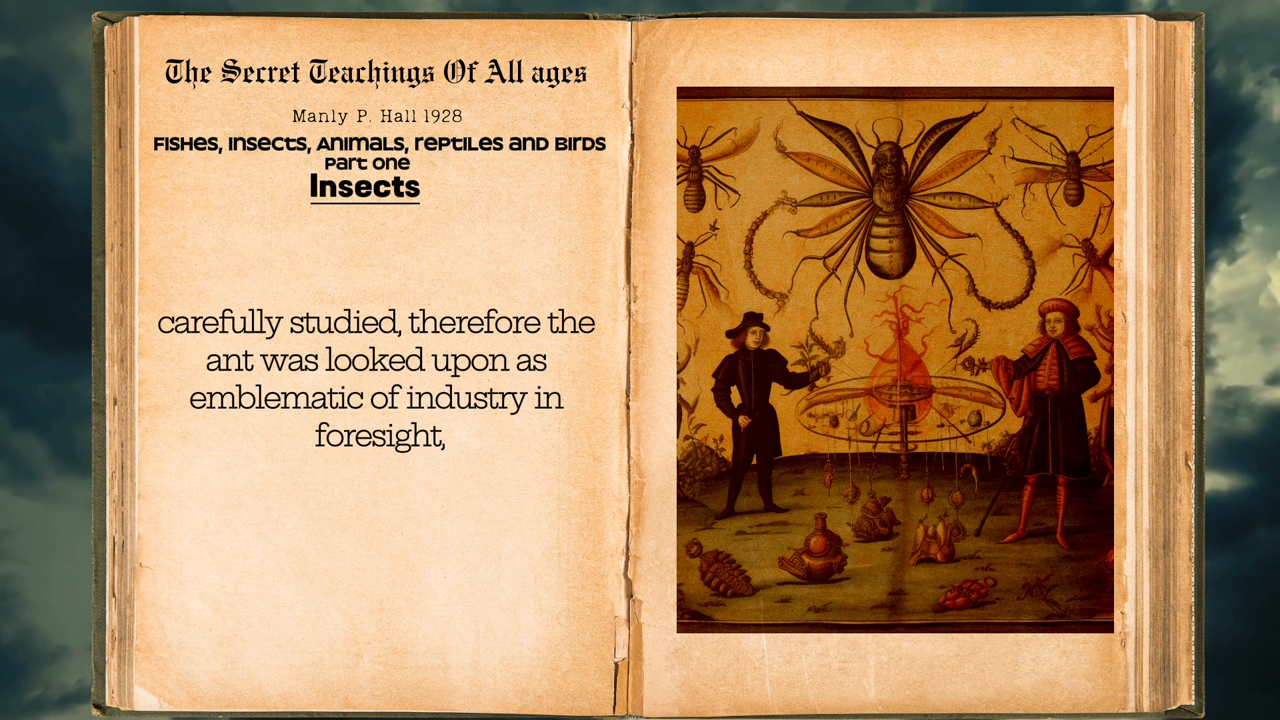 The Secret Teachings Of All ages
Manly P. Hall 1928
Fishes, Insects, Animals, reptiles and Birds
Part one
Insects
carefully studied, therefore the
ant was looked upon as
emblematic of industry in
foresight,